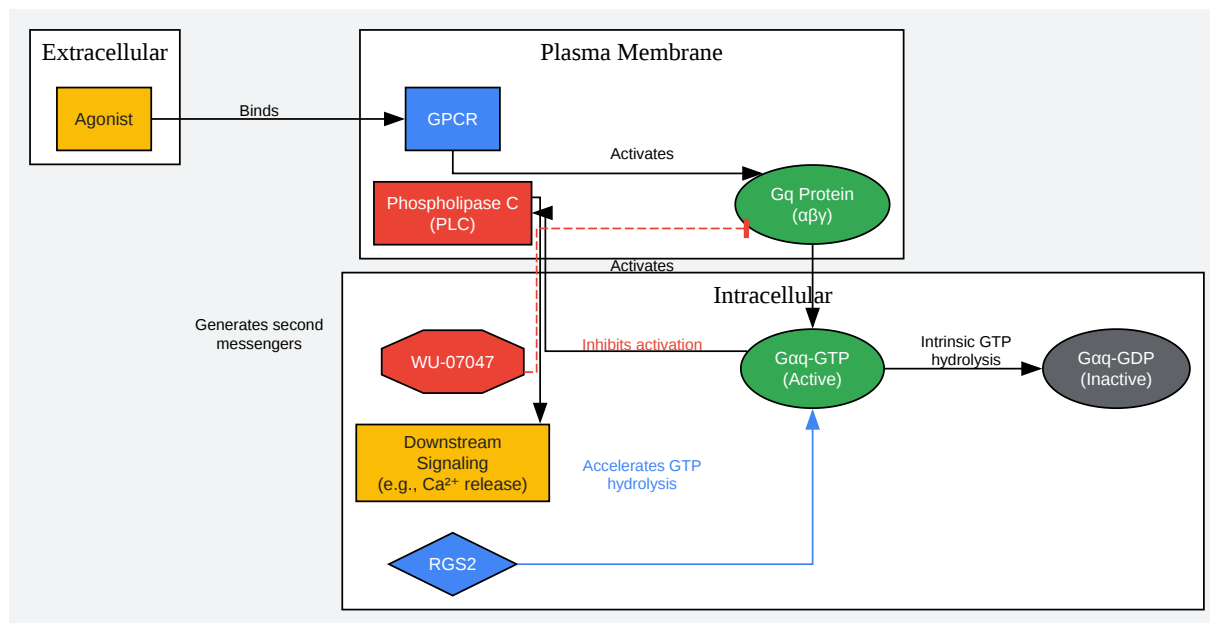 Extracellular
Plasma Membrane
Agonist
Binds
GPCR
Activates
Phospholipase C
(PLC)
Gq Protein
(αβγ)
Activates
Intracellular
Generates second
messengers
WU-07047
Inhibits activation
Gαq-GTP
(Active)
Intrinsic GTP
hydrolysis
Gαq-GDP
(Inactive)
Downstream
Signaling
(e.g., Ca²⁺ release)
Accelerates GTP
hydrolysis
RGS2